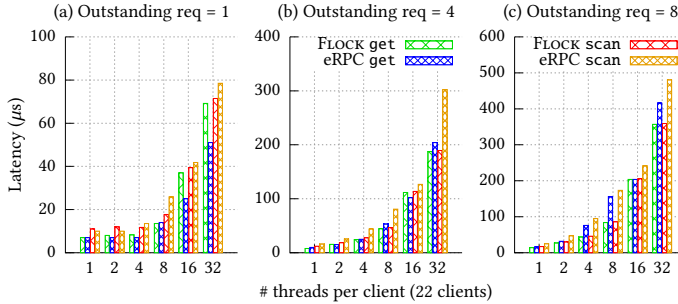 (a) Outstanding req = 1
(b) Outstanding req = 4
(c) Outstanding req = 8
Latency (µs)
100
80
60
40
20
0
1 2 4 8 16 32
400
300
200
100
0
1 2 4 8 16 32
600
500
400
300
200
100
0
1 2 4 8 16 32
FLOCK get
eRPC get
FLOCK scan
eRPC scan
# threads per client (22 clients)